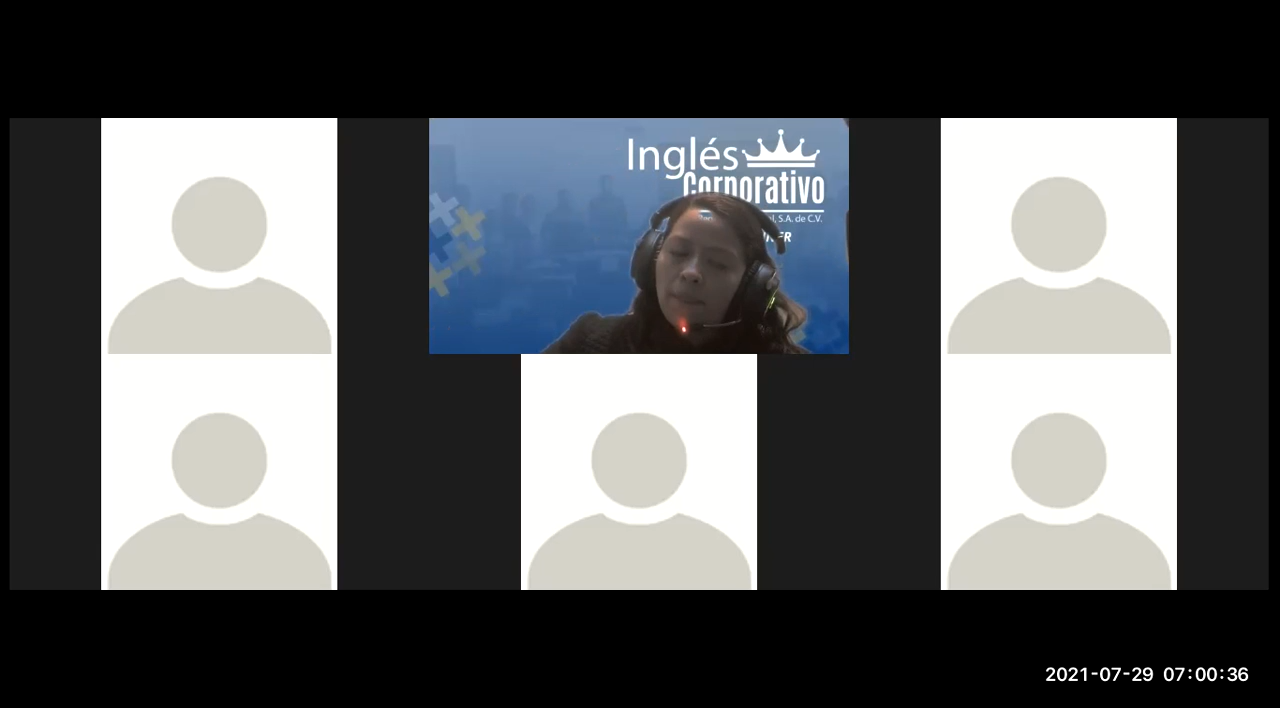 Inglés
Corporativo
l, S.A. de C.V.
2021-07-29 07:00:36